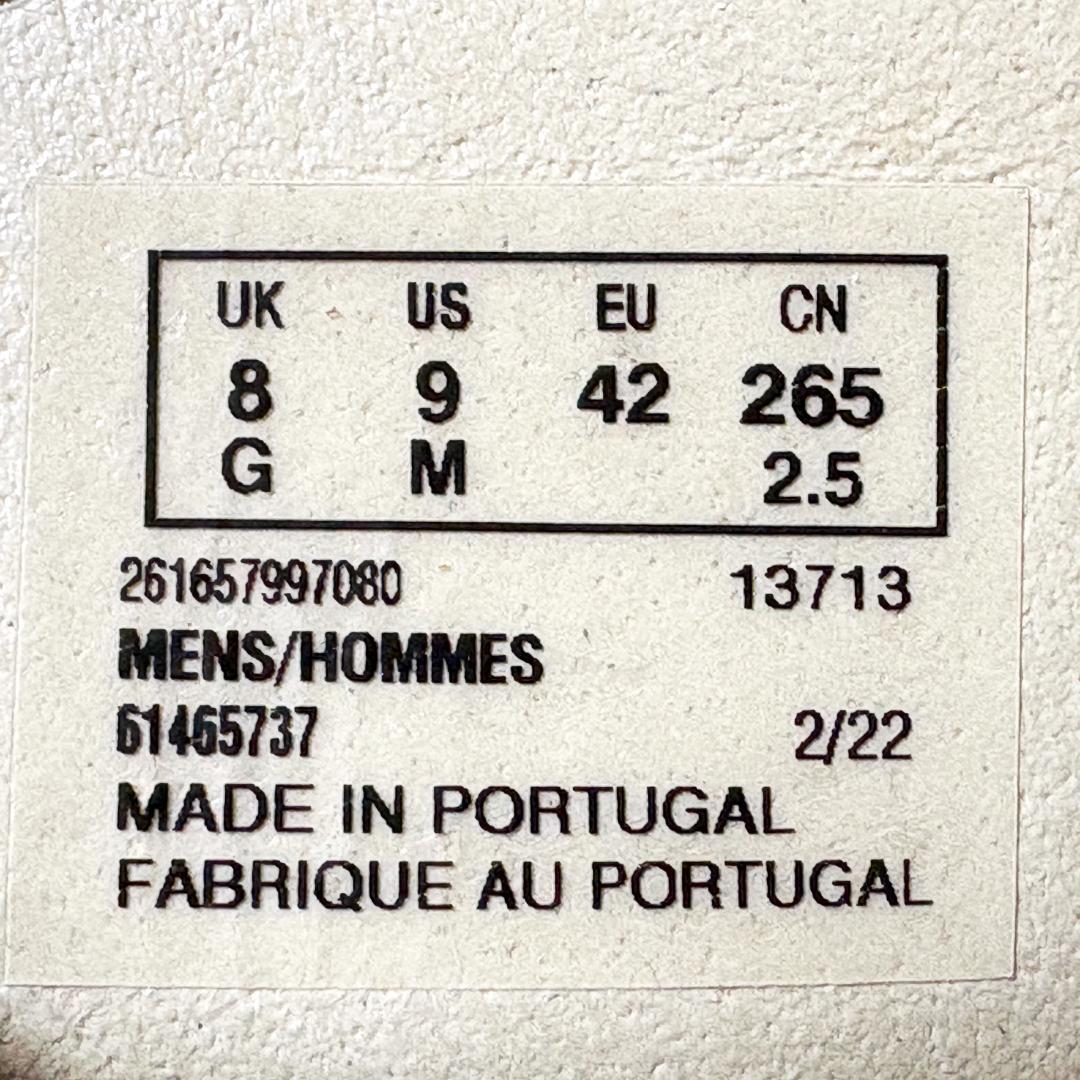 UK US EU CN
8 9 42 265
G M 2.5
261657997080 13713
MENS/HOMMES
61465737 2/22
MADE IN PORTUGAL
FABRIQUE AU PORTUGAL